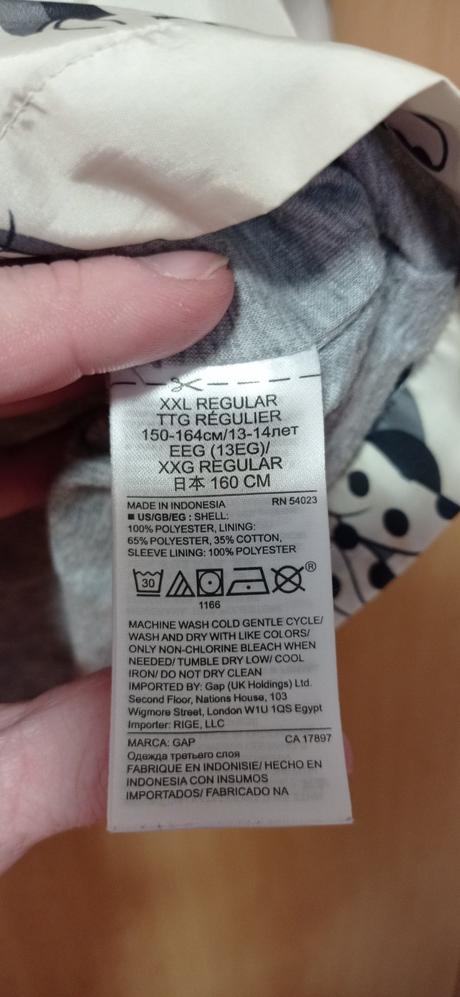 XXL REGULAR
TTG RÉGULIER
150-164см/13-14лет
EEG (13EG)/
XXG REGULAR
日本 160 CM
MADE IN INDONESIA RN 54023
■ US/GB/EG : SHELL:
100% POLYESTER, LINING:
65% POLYESTER, 35% COTTON,
SLEEVE LINING: 100% POLYESTER
30 ®
1166
MACHINE WASH COLD GENTLE CYCLE/
WASH AND DRY WITH LIKE COLORS/
ONLY NON-CHLORINE BLEACH WHEN
NEEDED/ TUMBLE DRY LOW/ COOL
IRON/ DO NOT DRY CLEAN
IMPORTED BY: Gap (UK Holdings) Ltd.
Second Floor, Nations House, 103
Wigmore Street, London W1U 1QS Egypt
Importer: RIGE, LLC
MARCA: GAP CA 17897
Одежда третьего слоя
FABRIQUE EN INDONISIE/ HECHO EN
INDONESIA CON INSUMOS
IMPORTADOS/ FABRICADO NA